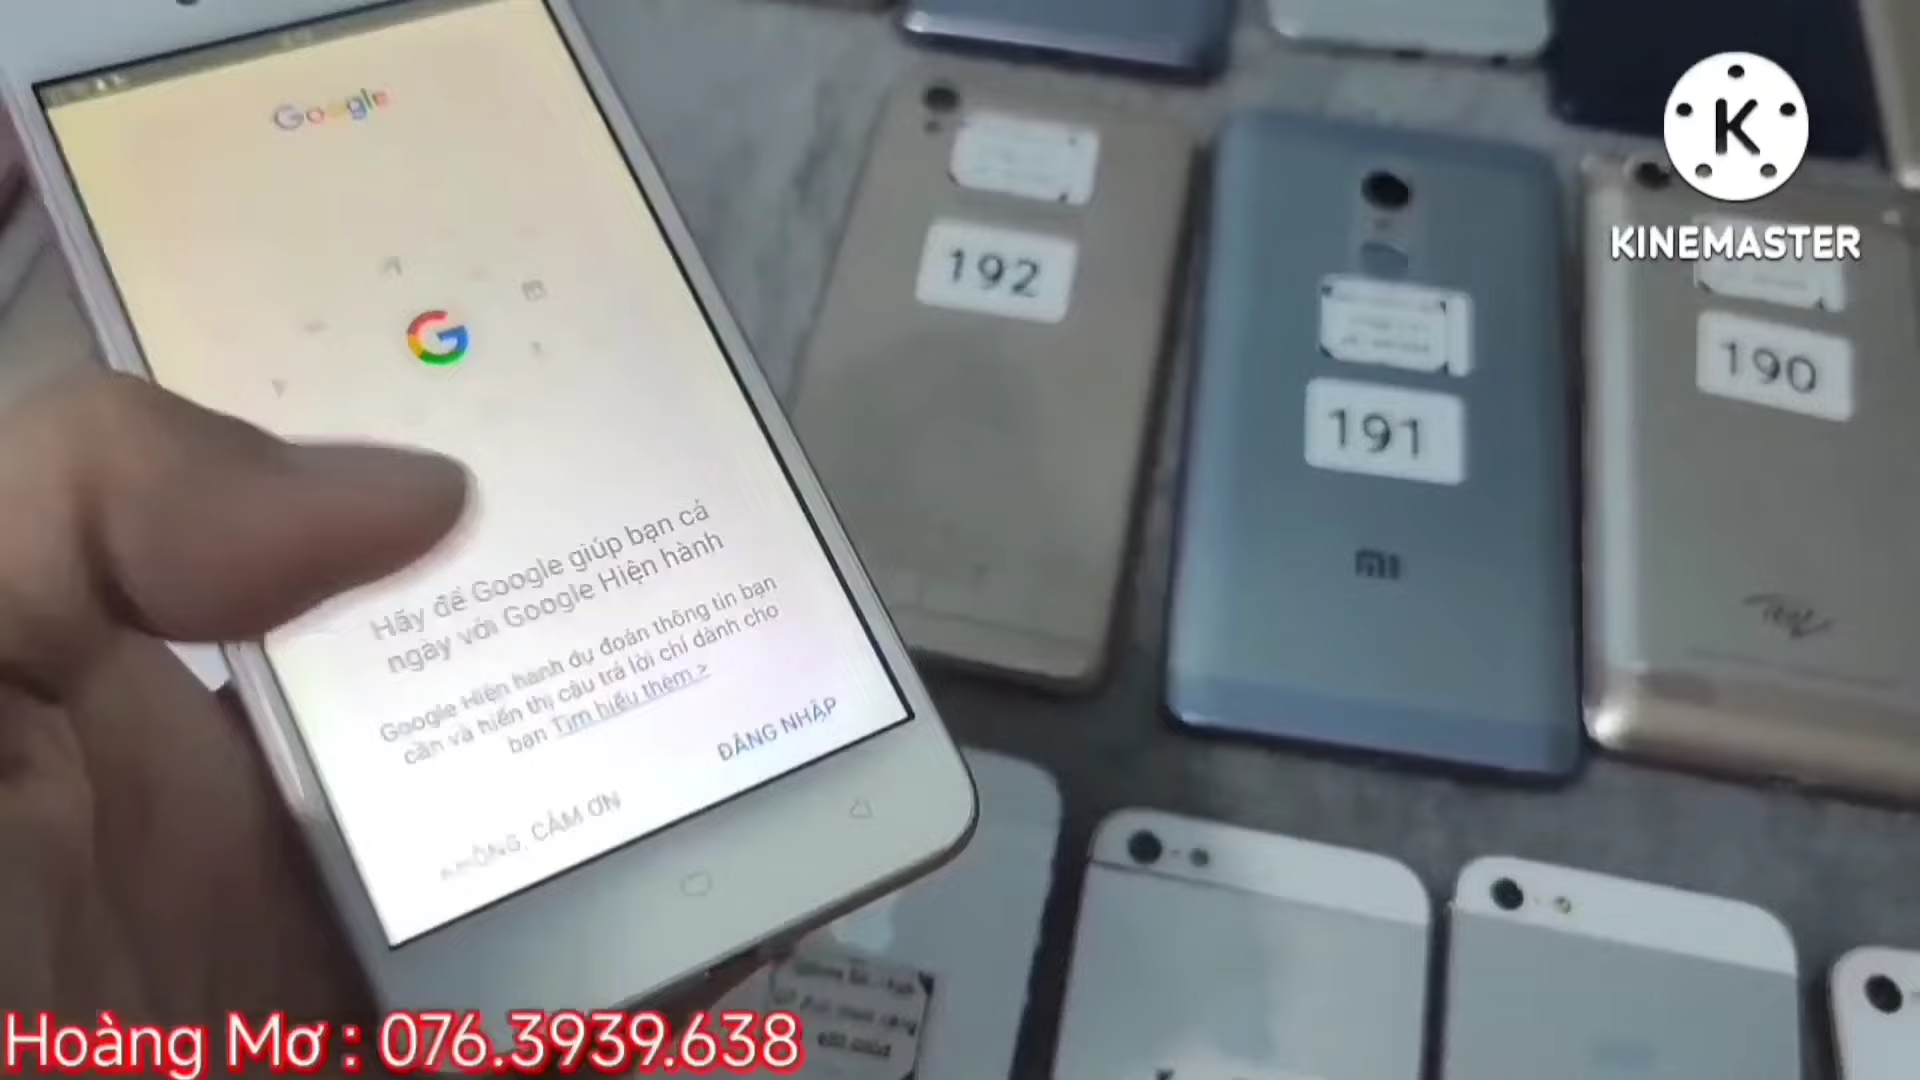 Google
G
Hãy để Google giúp bạn cả
ngày với Google Hiện hành
Google Hiện hành dự đoán thông tin bạn
cần và hiển thị câu trả lời chỉ dành cho
bạn Tìm hiểu thêm >
ĐĂNG NHẬP
KHÔNG, CẢM ƠN
192
191
190
MI
itel
K
KINEMASTER
Hoàng Mơ : 076.3939.638